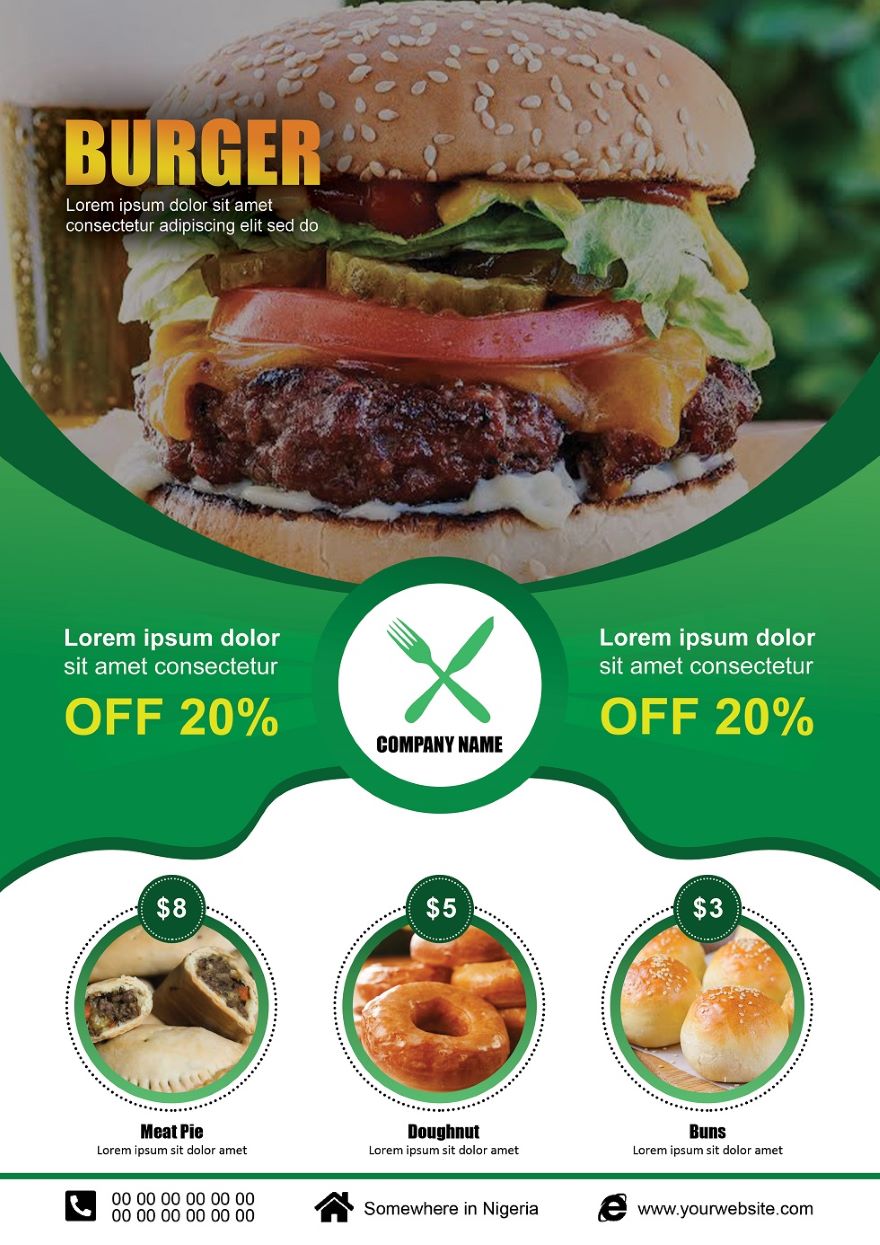 BURGER
Lorem ipsum dolor sit amet
consectetur adipiscing elit sed do
Lorem ipsum dolor
sit amet consectetur
OFF 20%
COMPANY NAME
Lorem ipsum dolor
sit amet consectetur
OFF 20%
$8
Meat Pie
Lorem ipsum sit dolor amet
$5
Doughnut
Lorem ipsum sit dolor amet
$3
Buns
Lorem ipsum sit dolor amet
00 00 00 00 00 00
00 00 00 00 00 00
Somewhere in Nigeria
www.yourwebsite.com